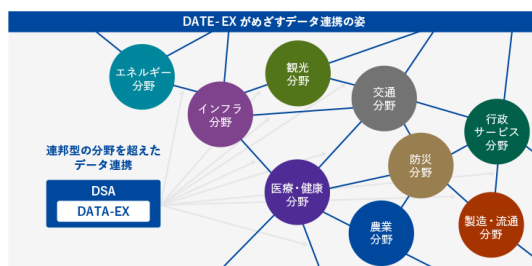 DATE-EX がめざすデータ連携の姿
エネルギー
分野
観光
分野
インフラ
分野
交通
分野
行政
サービス
分野
連邦型の分野を超えた
データ連携
防災
分野
DSA
DATA-EX
医療・健康
分野
農業
分野
製造・流通
分野